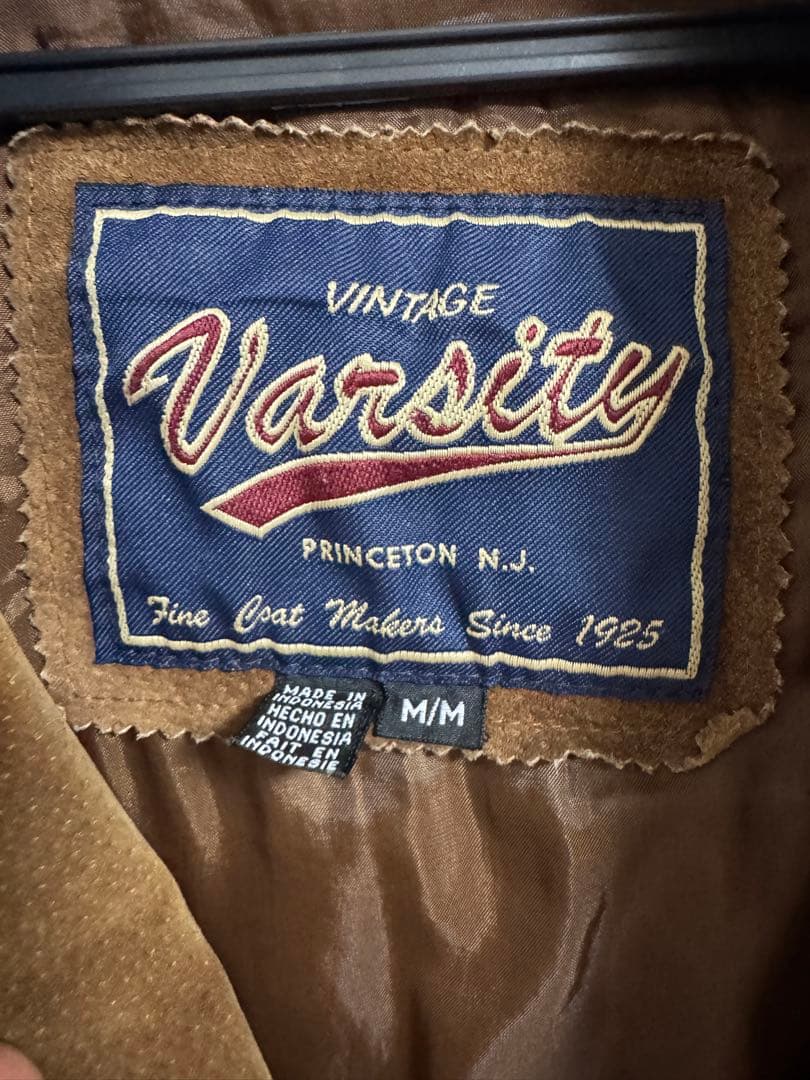 VINTAGE
Varsity
PRINCETON N.J.
Fine Coat Makers Since 1925
MADE IN
INDONESIA
HECHO EN
INDONESIA
FAIT EN
INDONESIE
M/M